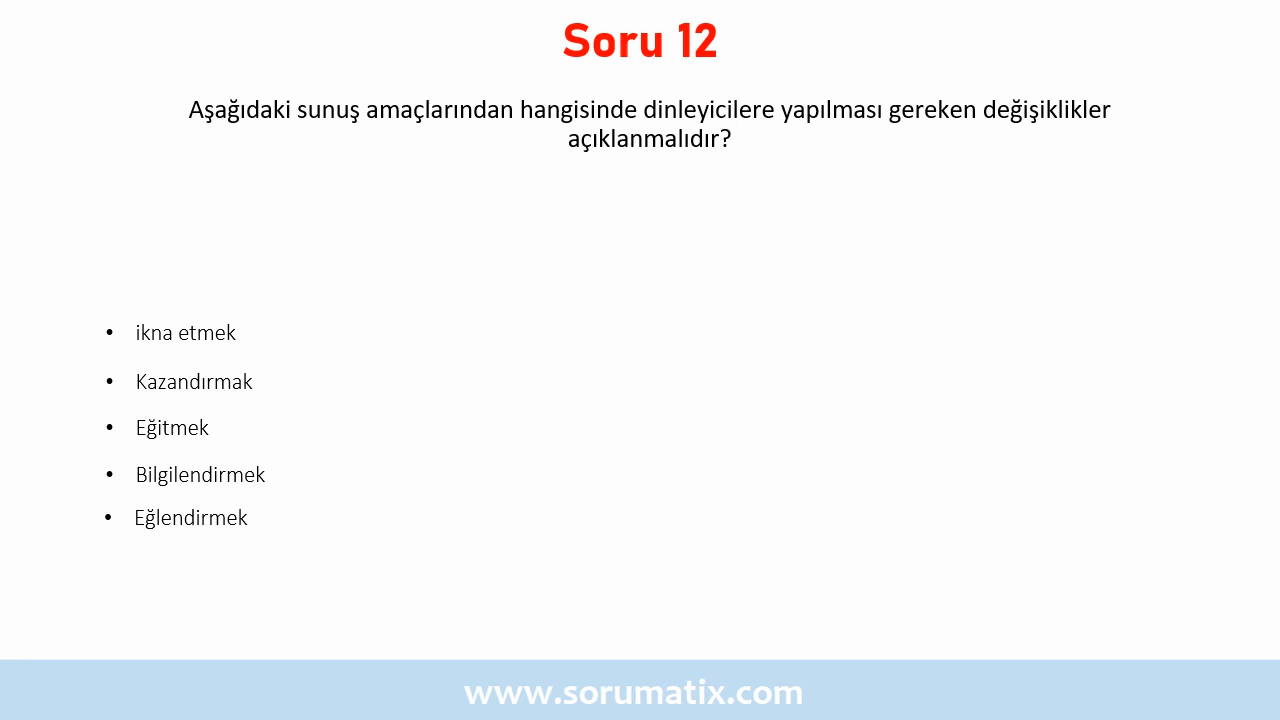 Soru 12
Aşağıdaki sunuş amaçlarından hangisinde dinleyicilere yapılması gereken değişiklikler
açıklanmalıdır?
• ikna etmek
• Kazandırmak
• Eğitmek
• Bilgilendirmek
• Eğlendirmek
www.sorumatix.com